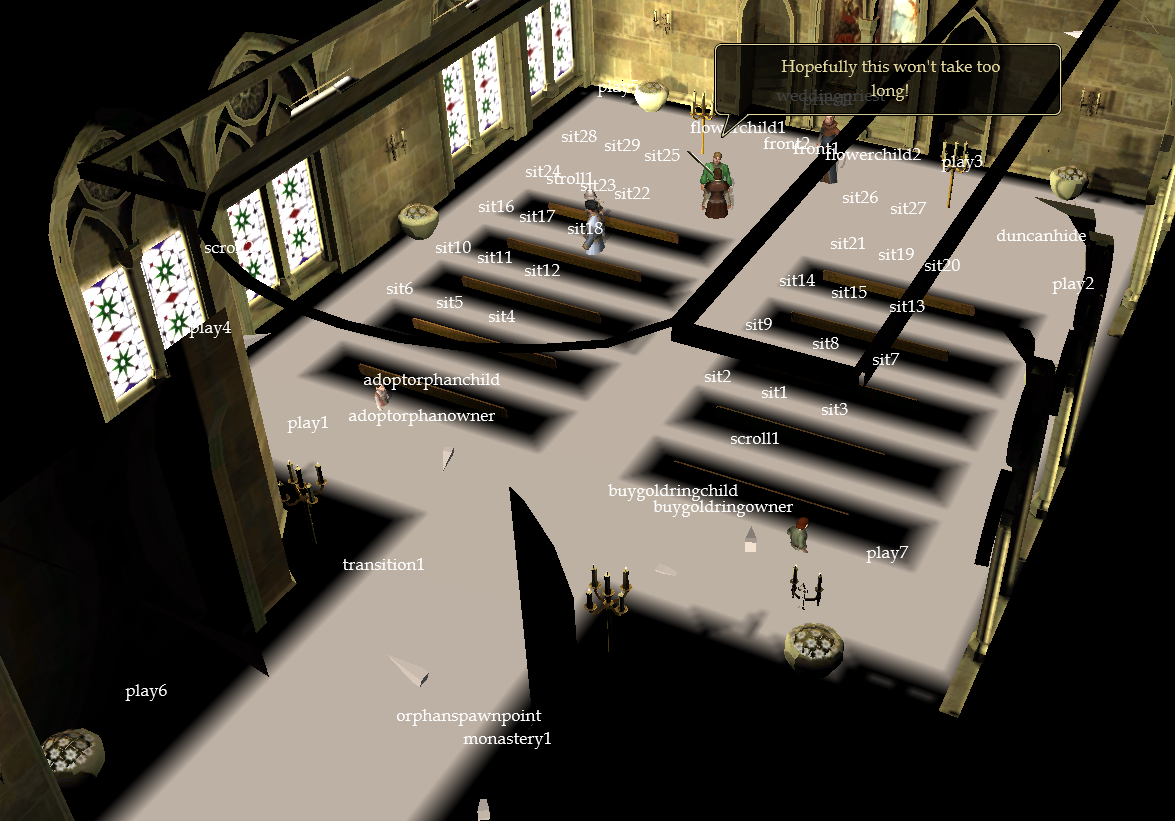 Hopefully this won't take too
long!
weddingpriest
flowerchild1
front2
front1
flowerchild2
play3
sit28
sit29
sit25
sit24
stroll1
sit23
sit22
sit26
sit27
sit16
sit17
sit18
duncanhide
sit10
sit11
sit12
sit21
sit19
sit20
sit6
sit5
sit4
sit14
sit15
sit13
play2
play4
sit9
sit8
sit7
adoptorphanchild
adoptorphanowner
sit2
sit1
sit3
play1
scroll1
buygoldringchild
buygoldringowner
play7
transition1
play6
orphanspawnpoint
monastery1